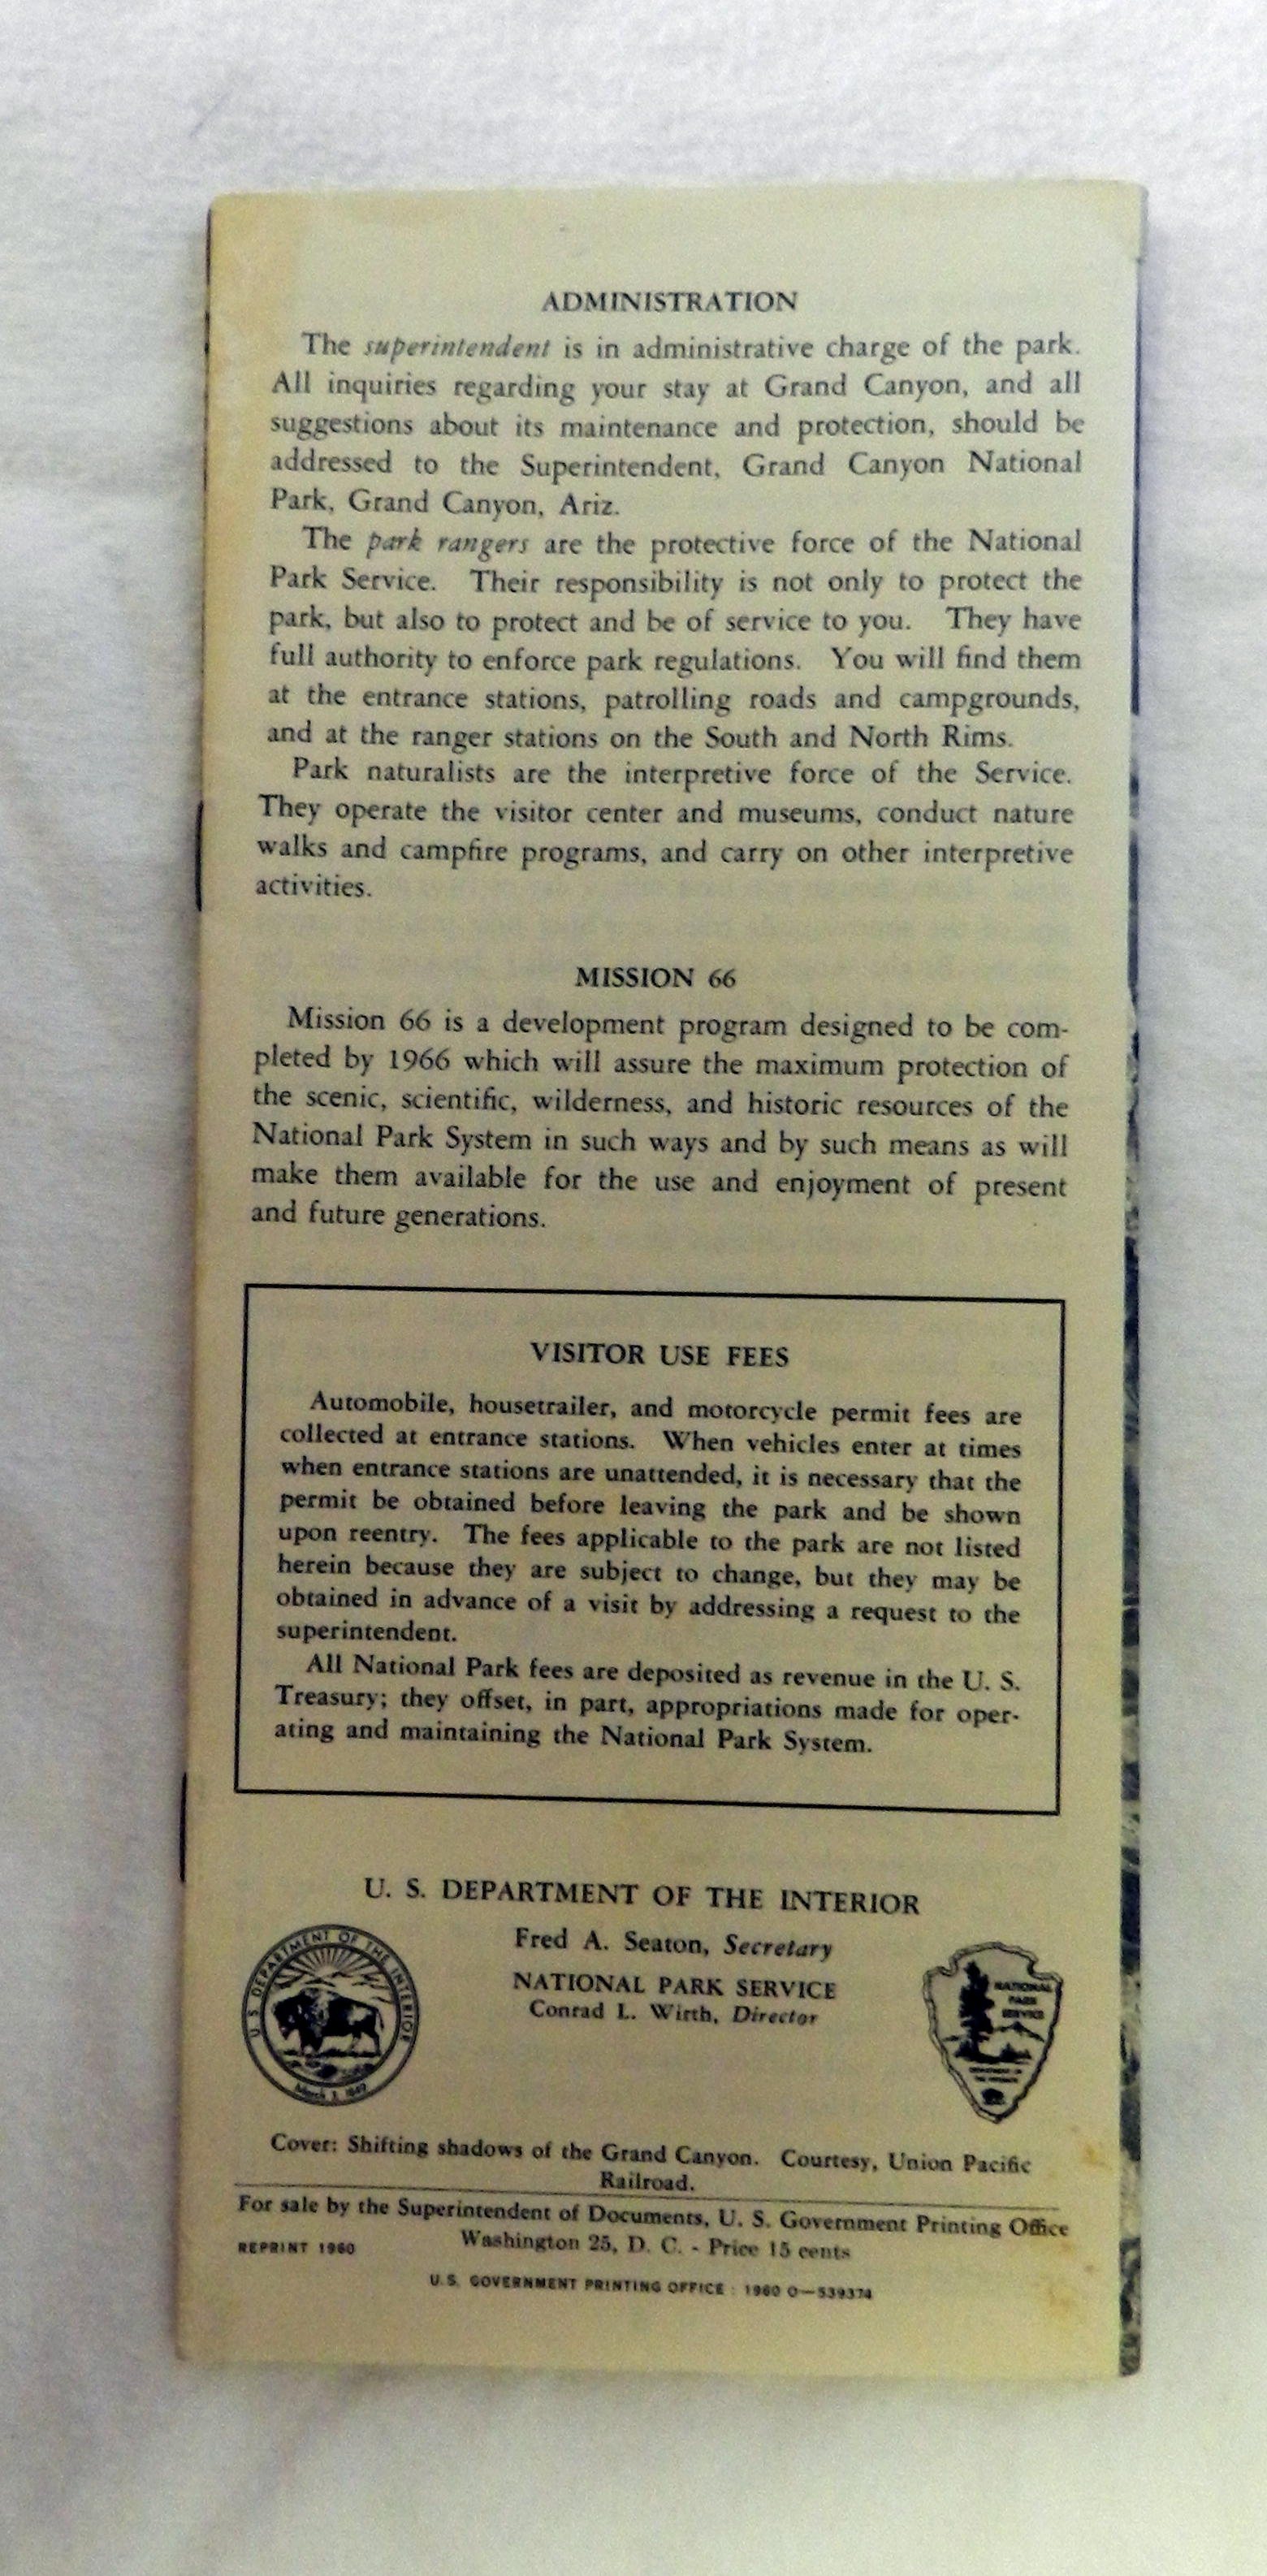 ADMINISTRATION
The superintendent is in administrative charge of the park.
All inquiries regarding your stay at Grand Canyon, and all
suggestions about its maintenance and protection, should be
addressed to the Superintendent, Grand Canyon National
Park, Grand Canyon, Ariz.
The park rangers are the protective force of the National
Park Service. Their responsibility is not only to protect the
park, but also to protect and be of service to you. They have
full authority to enforce park regulations. You will find them
at the entrance stations, patrolling roads and campgrounds,
and at the ranger stations on the South and North Rims.
Park naturalists are the interpretive force of the Service.
They operate the visitor center and museums, conduct nature
walks and campfire programs, and carry on other interpretive
activities.
MISSION 66
Mission 66 is a development program designed to be com-
pleted by 1966 which will assure the maximum protection of
the scenic, scientific, wilderness, and historic resources of the
National Park System in such ways and by such means as will
make them available for the use and enjoyment of present
and future generations.
VISITOR USE FEES
Automobile, housetrailer, and motorcycle permit fees are
collected at entrance stations. When vehicles enter at times
when entrance stations are unattended, it is necessary that the
permit be obtained before leaving the park and be shown
upon reentry. The fees applicable to the park are not listed
herein because they are subject to change, but they may be
obtained in advance of a visit by addressing a request to the
superintendent.
All National Park fees are deposited as revenue in the U. S.
Treasury; they offset, in part, appropriations made for oper-
ating and maintaining the National Park System.
U. S. DEPARTMENT OF THE INTERIOR
Fred A. Seaton, Secretary
NATIONAL PARK SERVICE
Conrad L. Wirth, Director
U.S. DEPARTMENT OF THE INTERIOR
March 3, 1849
NATIONAL
PARK
SERVICE
Cover: Shifting shadows of the Grand Canyon. Courtesy, Union Pacific
Railroad.
For sale by the Superintendent of Documents, U. S. Government Printing Office
Washington 25, D. C. - Price 15 cents
REPRINT 1960
U.S. GOVERNMENT PRINTING OFFICE : 1960 O—539374